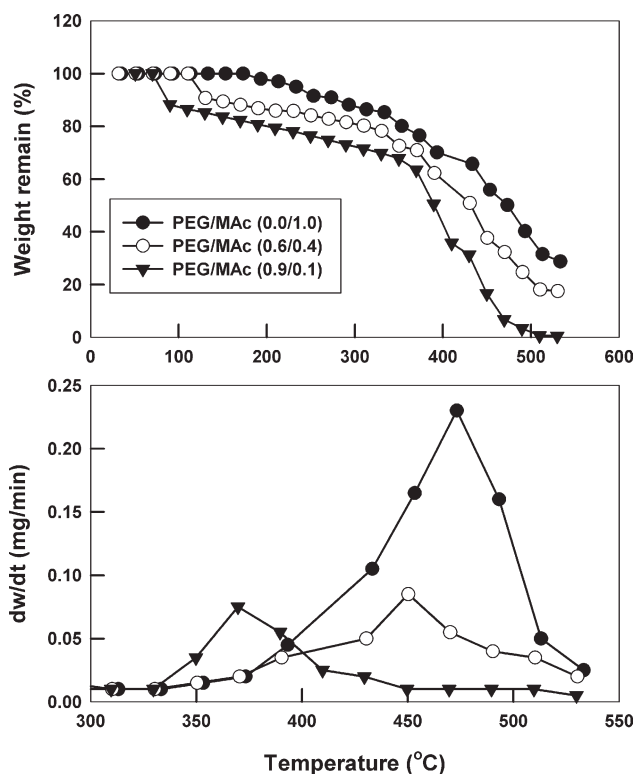 120
100
80
60
40
20
0
Weight remain (%)
PEG/MAc (0.0/1.0)
PEG/MAc (0.6/0.4)
PEG/MAc (0.9/0.1)
0 100 200 300 400 500 600
0.25
0.20
0.15
0.10
0.05
0.00
dw/dt (mg/min)
300 350 400 450 500 550
Temperature (°C)